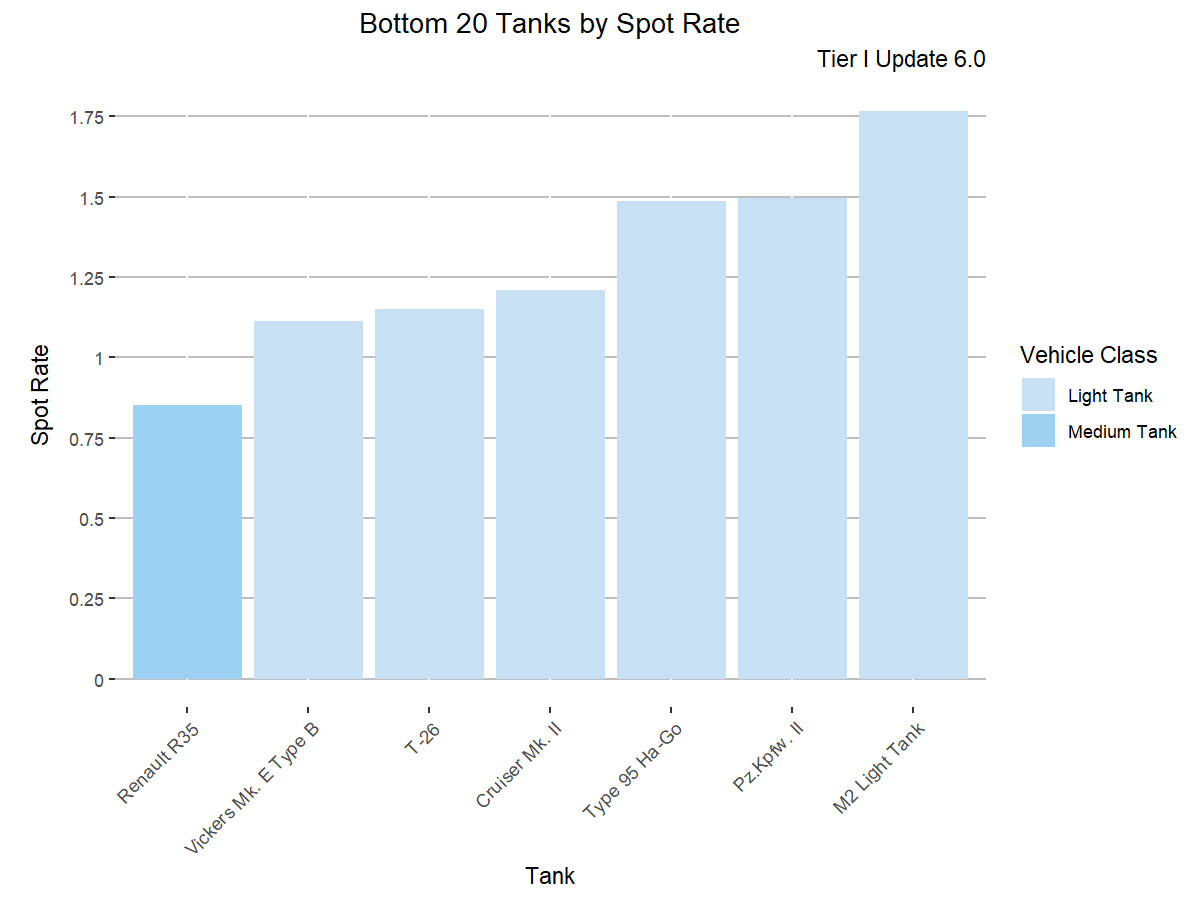 Bottom 20 Tanks by Spot Rate
Tier I Update 6.0
Spot Rate
1.75
1.5
1.25
1
0.75
0.5
0.25
0
Renault R35
Vickers Mk. E Type B
T-26
Cruiser Mk. II
Type 95 Ha-Go
Pz.Kpfw. II
M2 Light Tank
Tank
Vehicle Class
Light Tank
Medium Tank